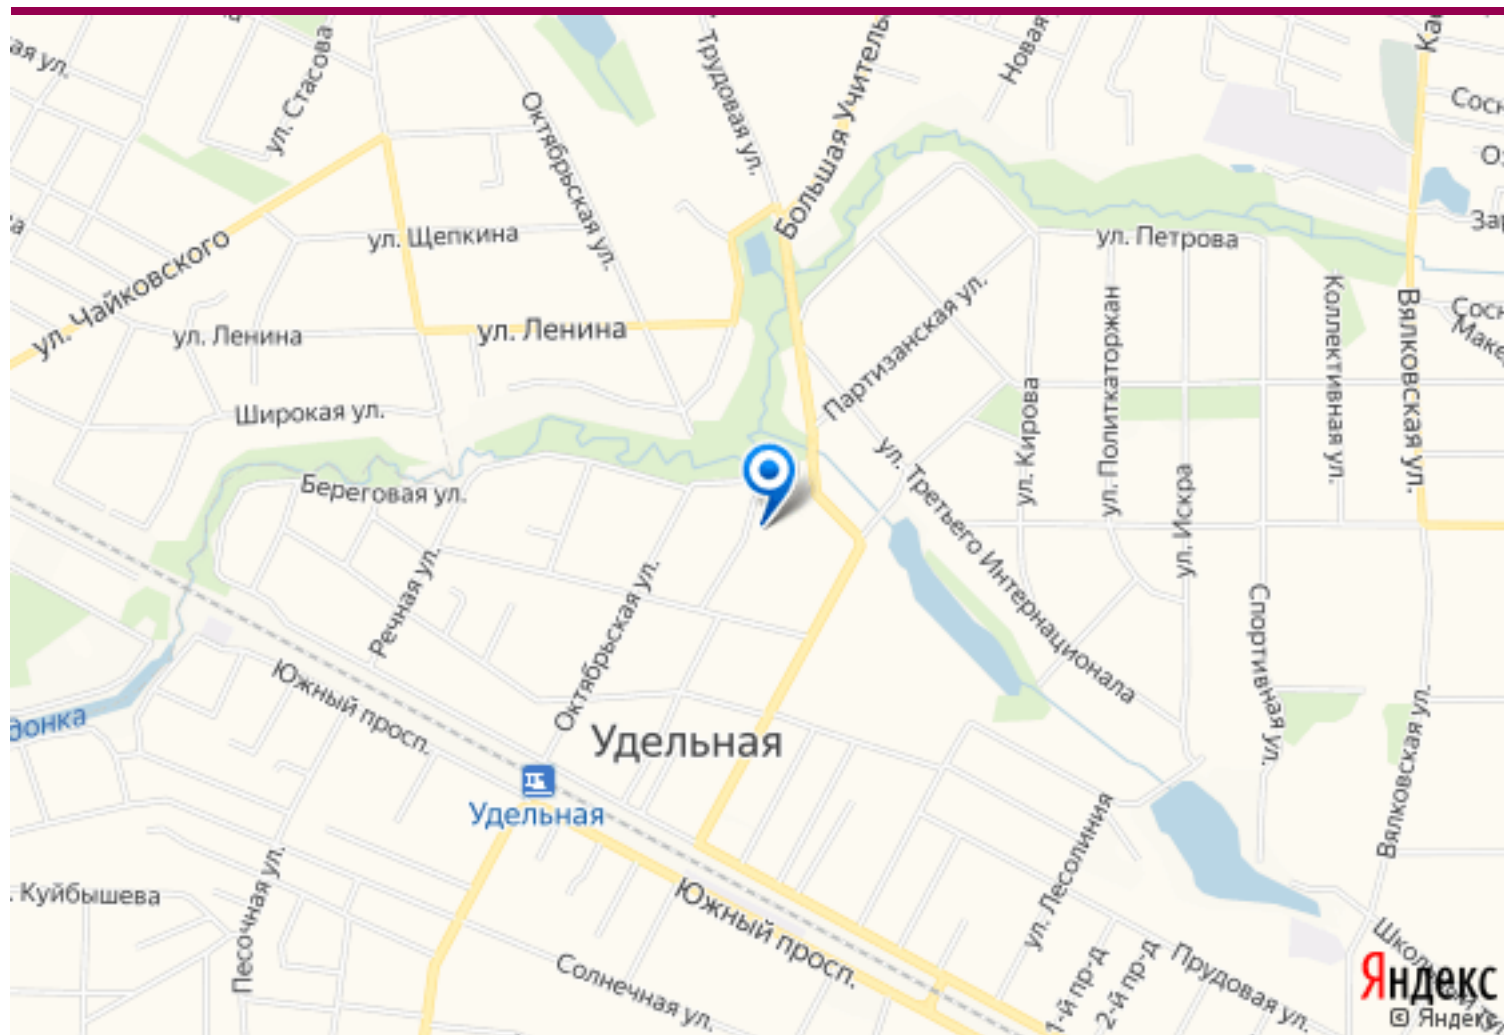 ул. Стасова
Октябрьская ул.
Трудовая ул.
Большая Учитель
Новая
ул. Щепкина
ул. Чайковского
ул. Ленина
ул. Ленина
Широкая ул.
Береговая ул.
Партизанская ул.
ул. Петрова
ул. Политкаторжан
Коллективная ул.
Вялковская ул.
ул. Кирова
ул. Третьего Интернационала
ул. Искра
Спортивная ул.
Речная ул.
Октябрьская ул.
Южный просп.
донка
Удельная
Удельная
Вялковская ул.
ул. Лесолиния
. Куйбышева
Песочная ул.
Южный просп.
Солнечная ул.
1-й пр-д
2-й пр-д
Прудовая ул.
Яндекс
© Яндекс